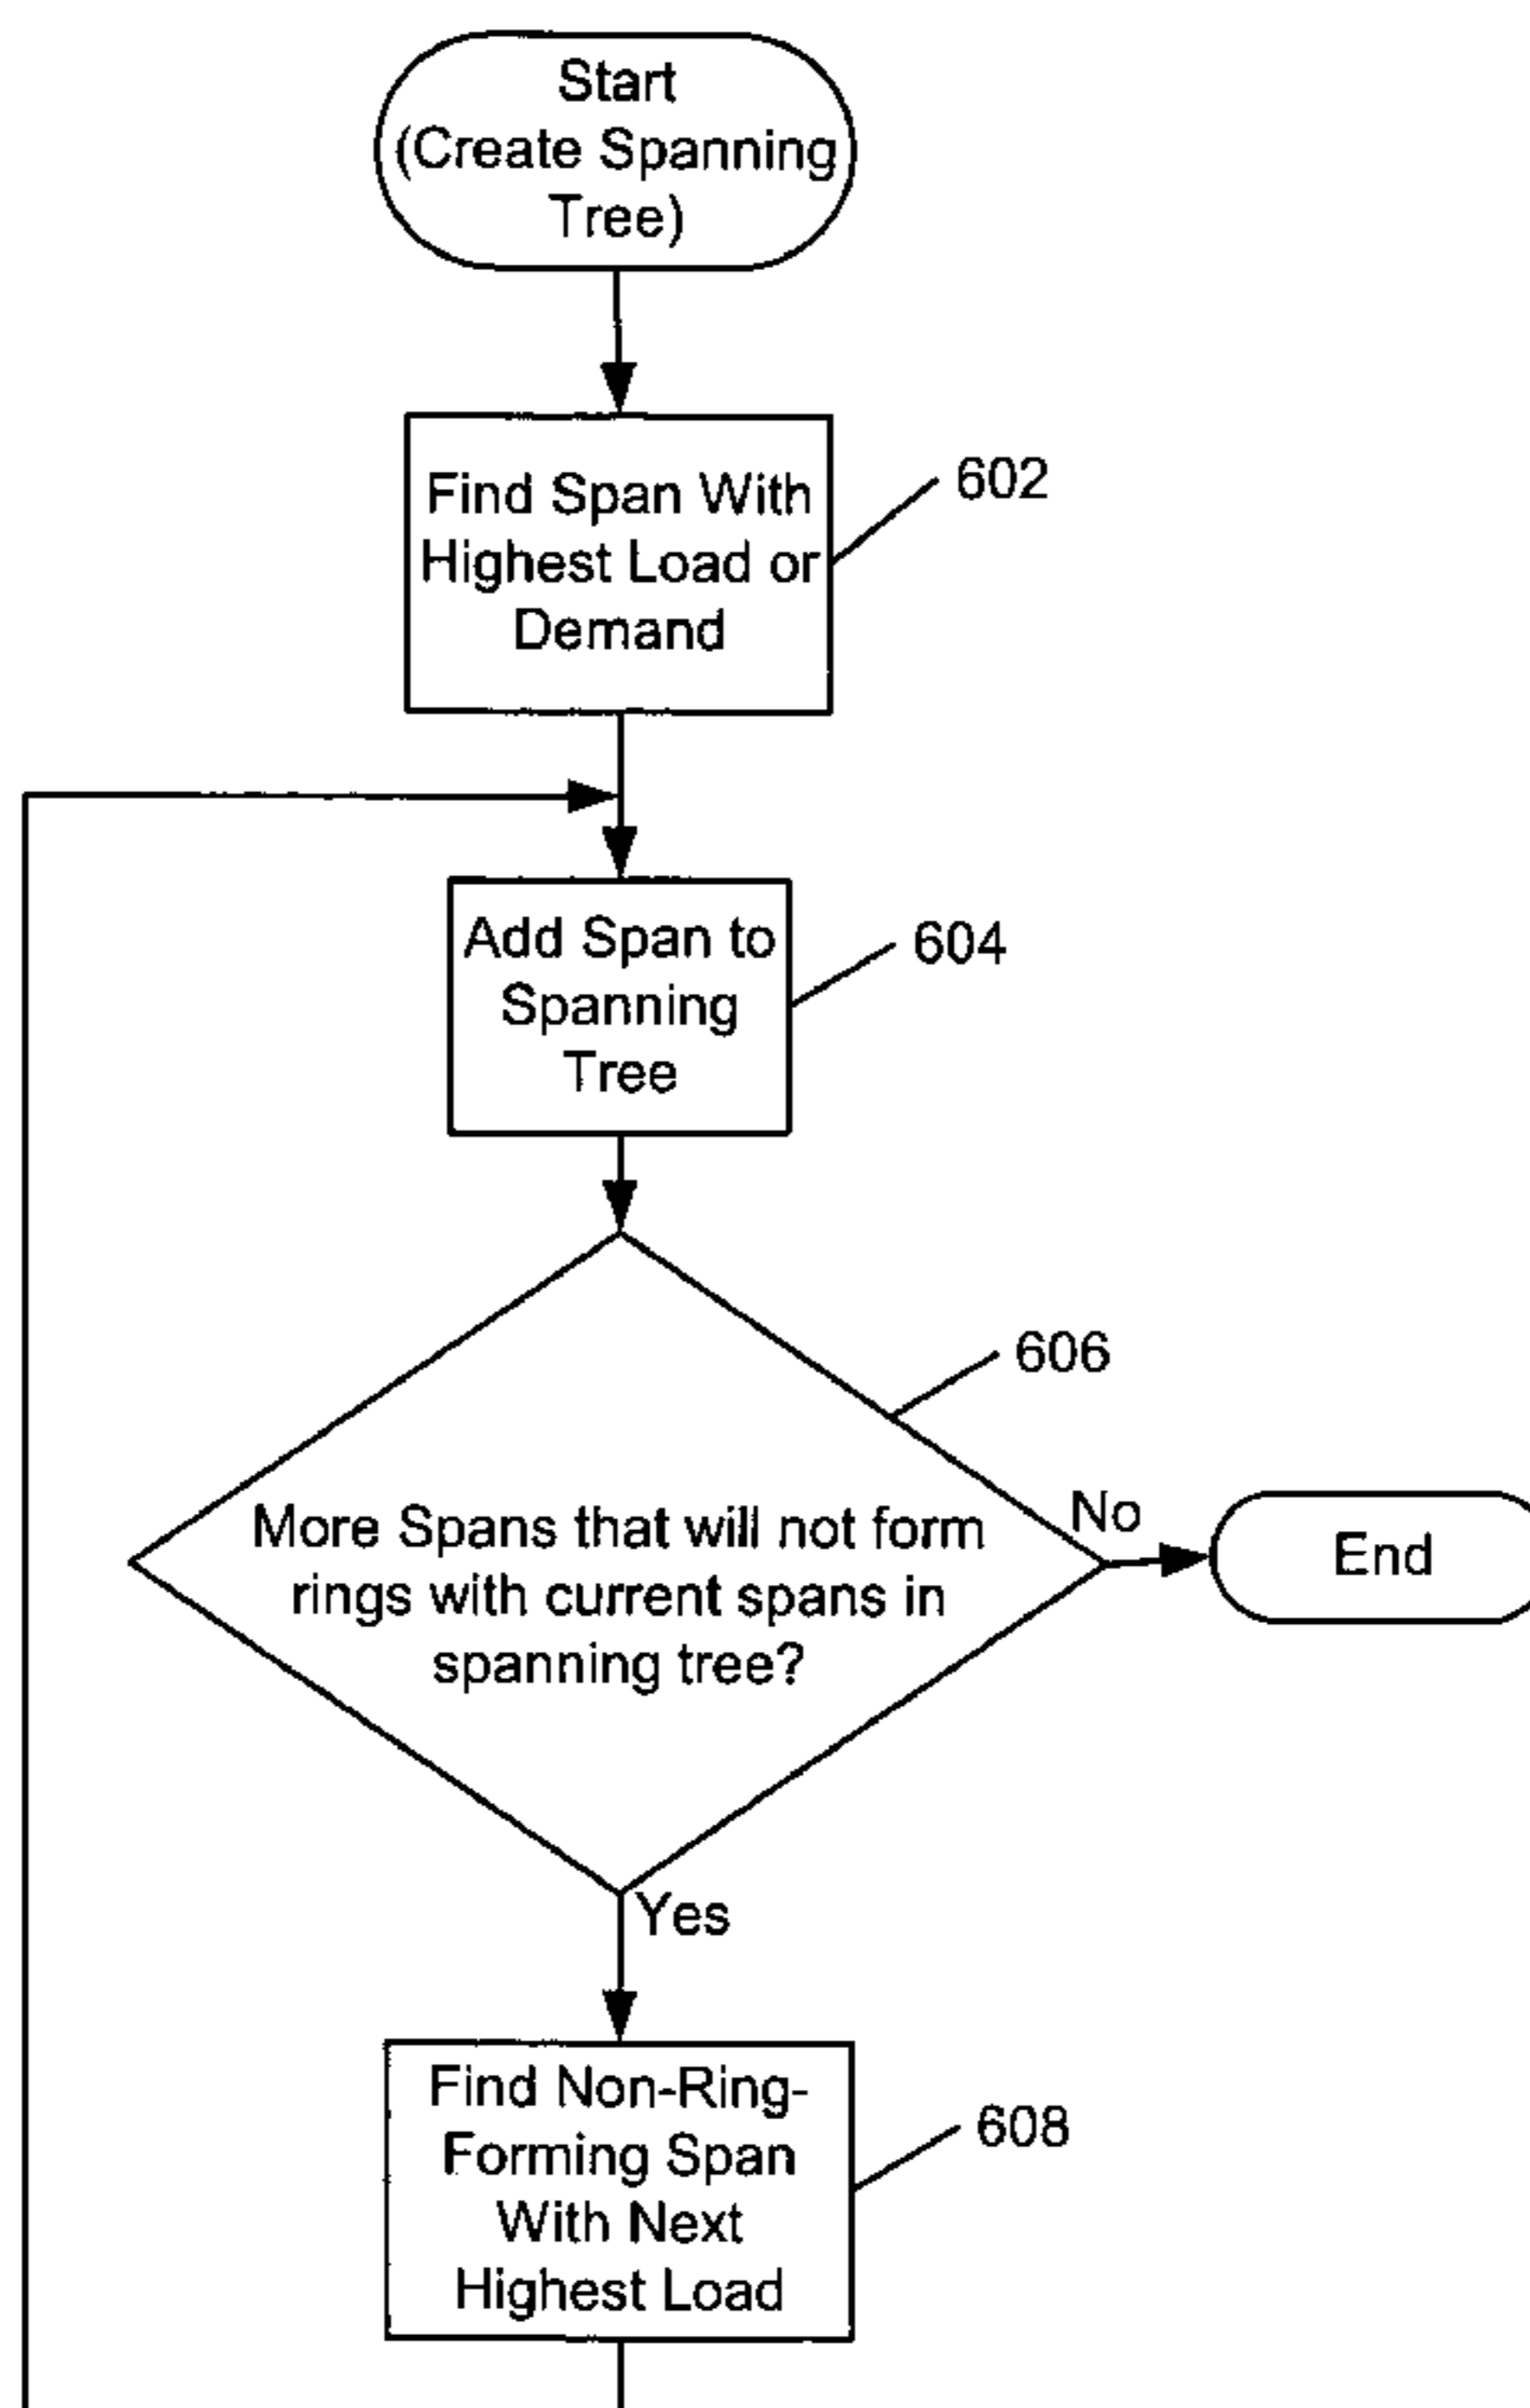 Start
(Create Spanning
Tree)
Find Span With
Highest Load or
Demand
602
Add Span to
Spanning
Tree
604
606
More Spans that will not form
rings with current spans in
spanning tree?
No
End
Yes
Find Non-Ring-
Forming Span
With Next
Highest Load
608